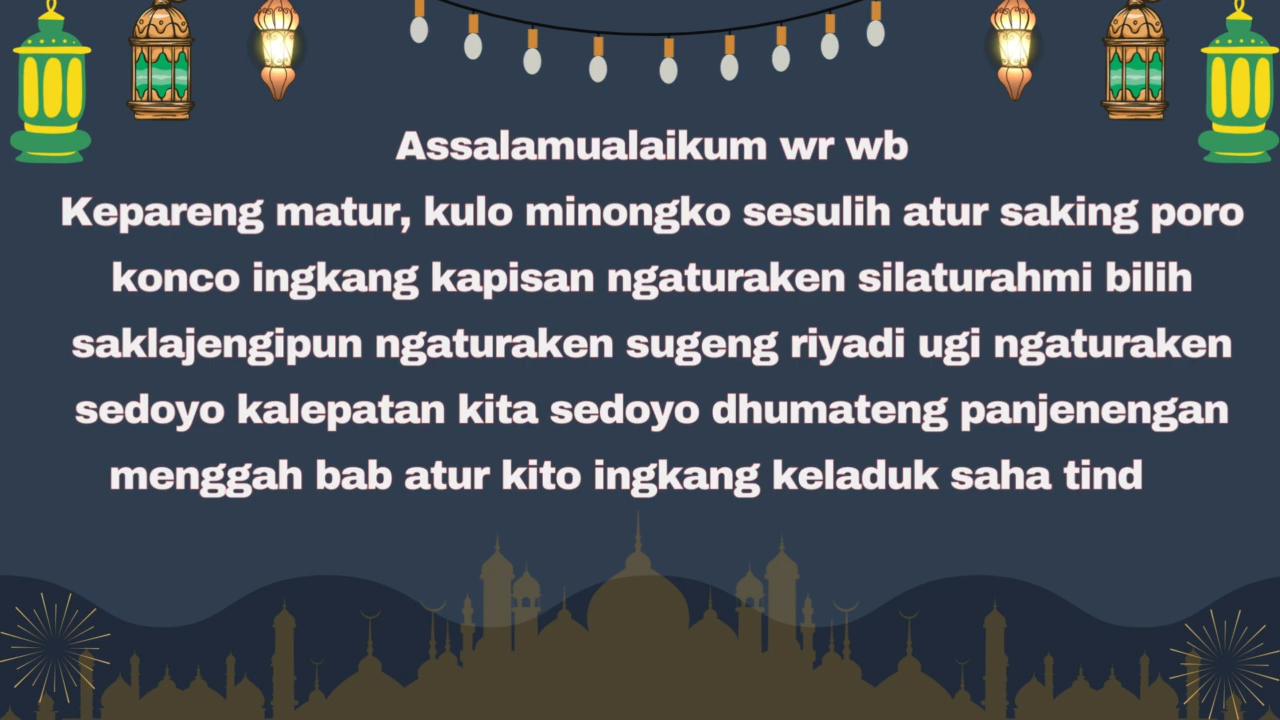 Assalamualaikum wr wb
Kepareng matur, kulo minongko sesulih atur saking poro
konco ingkang kapisan ngaturaken silaturahmi bilih
saklajengipun ngaturaken sugeng riyadi ugi ngaturaken
sedoyo kalepatan kita sedoyo dhumateng panjenengan
menggah bab atur kito ingkang keladuk saha tind